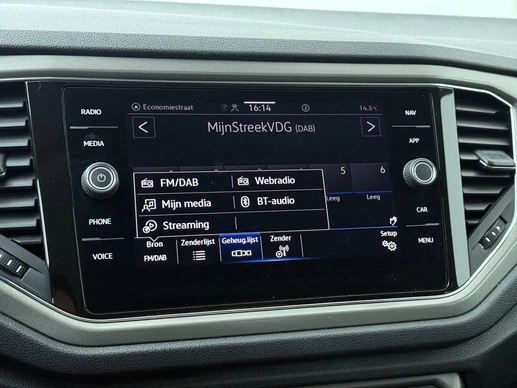 RADIO
MEDIA
PHONE
VOICE
Economiestraat
16:14
14.5°C
< MijnStreekVDG (DAB) >
5 6
Leeg Leeg
FM/DAB Webradio
Mijn media BT-audio
Streaming
Bron Zenderlijst Geheug.lijst Zender Setup
FM/DAB
NAV
APP
CAR
MENU